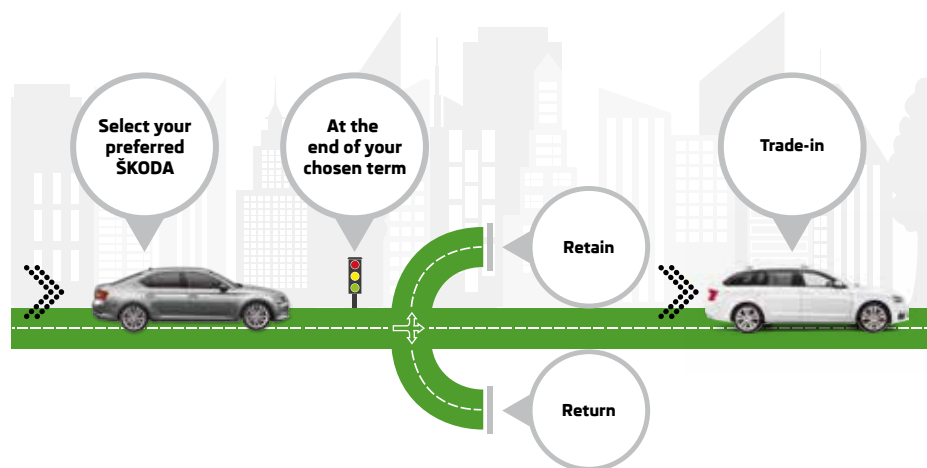 Select your
preferred
ŠKODA
At the
end of your
chosen term
Retain
Return
Trade-in